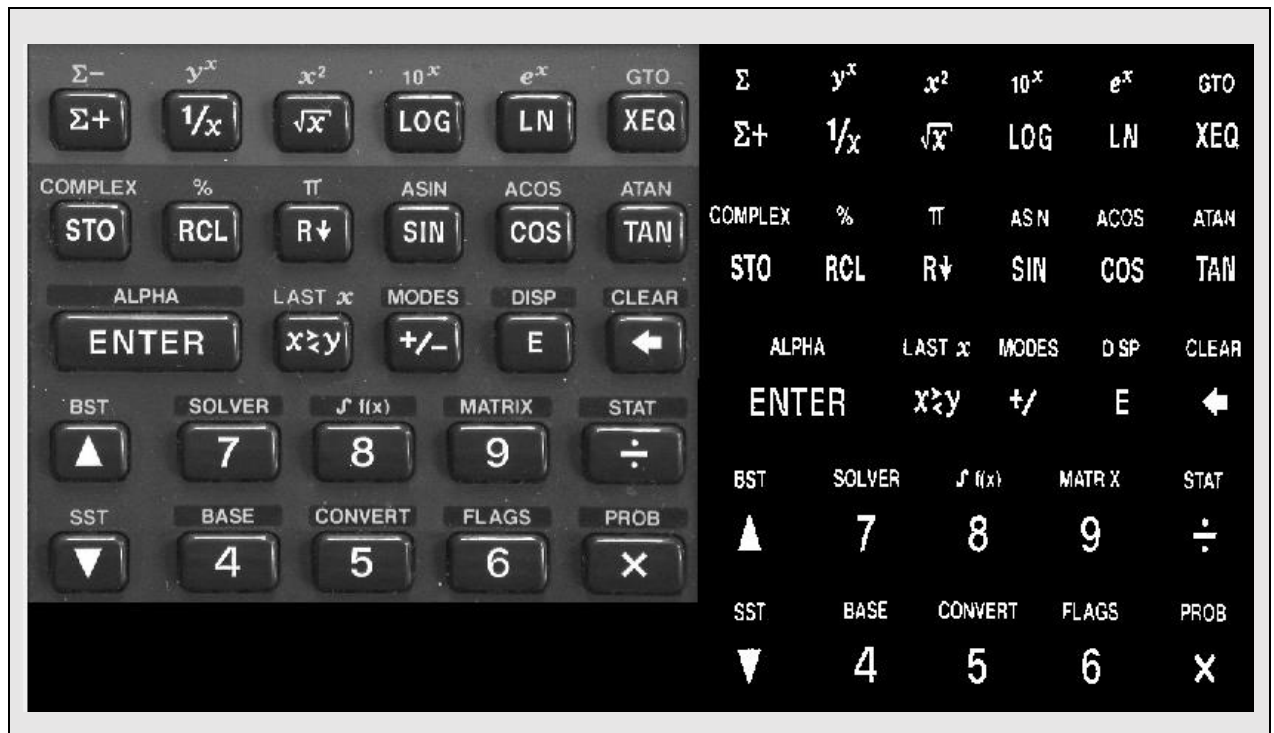 Σ− yˣ x² 10ˣ eˣ GTO
Σ+ 1/x √x LOG LN XEQ
COMPLEX % π ASIN ACOS ATAN
STO RCL R↓ SIN COS TAN
ALPHA LAST x MODES DISP CLEAR
ENTER x≷y +/− E ←
BST SOLVER ∫ f(x) MATRIX STAT
▲ 7 8 9 ÷
SST BASE CONVERT FLAGS PROB
▼ 4 5 6 ×
Σ yˣ x² 10ˣ eˣ GTO
Σ+ 1/x √x LOG LN XEQ
COMPLEX % π AS N ACOS ATAN
STO RCL R↓ SIN COS TAN
ALPHA LAST x MODES D SP CLEAR
ENTER x≷y +/ E ←
BST SOLVER ∫ f(x) MATR X STAT
▲ 7 8 9 ÷
SST BASE CONVERT FLAGS PROB
▼ 4 5 6 ×